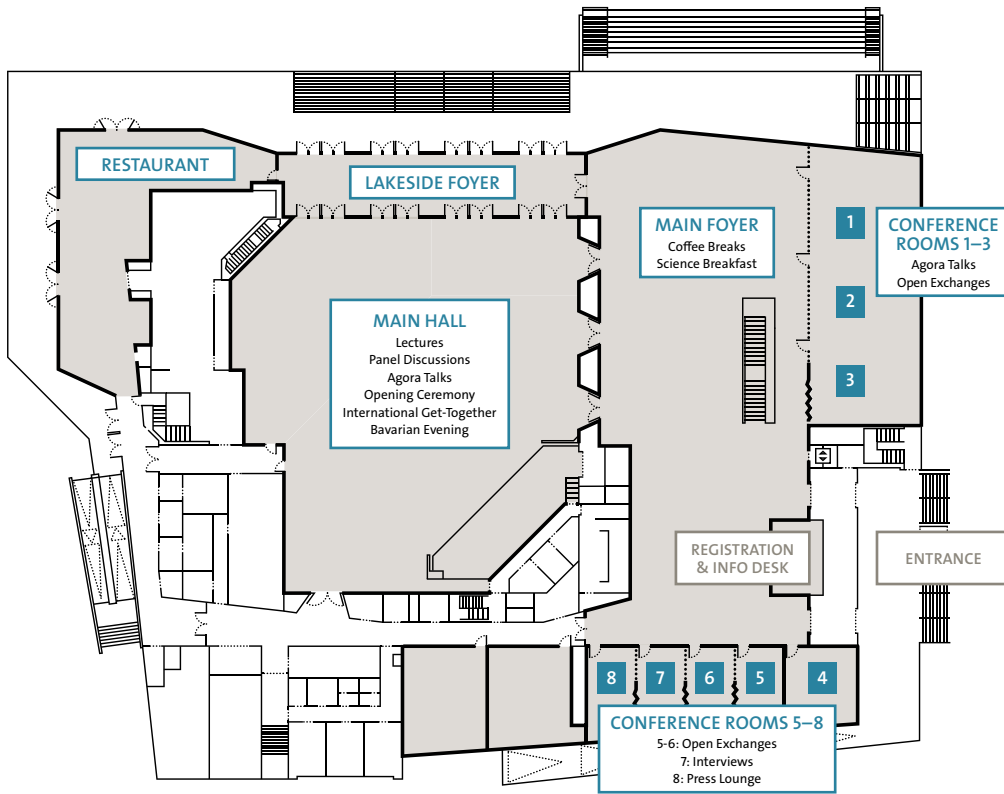 RESTAURANT
LAKESIDE FOYER
MAIN FOYER
Coffee Breaks
Science Breakfast
1
2
3
CONFERENCE
ROOMS 1–3
Agora Talks
Open Exchanges
MAIN HALL
Lectures
Panel Discussions
Agora Talks
Opening Ceremony
International Get-Together
Bavarian Evening
REGISTRATION
& INFO DESK
ENTRANCE
8
7
6
5
4
CONFERENCE ROOMS 5–8
5-6: Open Exchanges
7: Interviews
8: Press Lounge